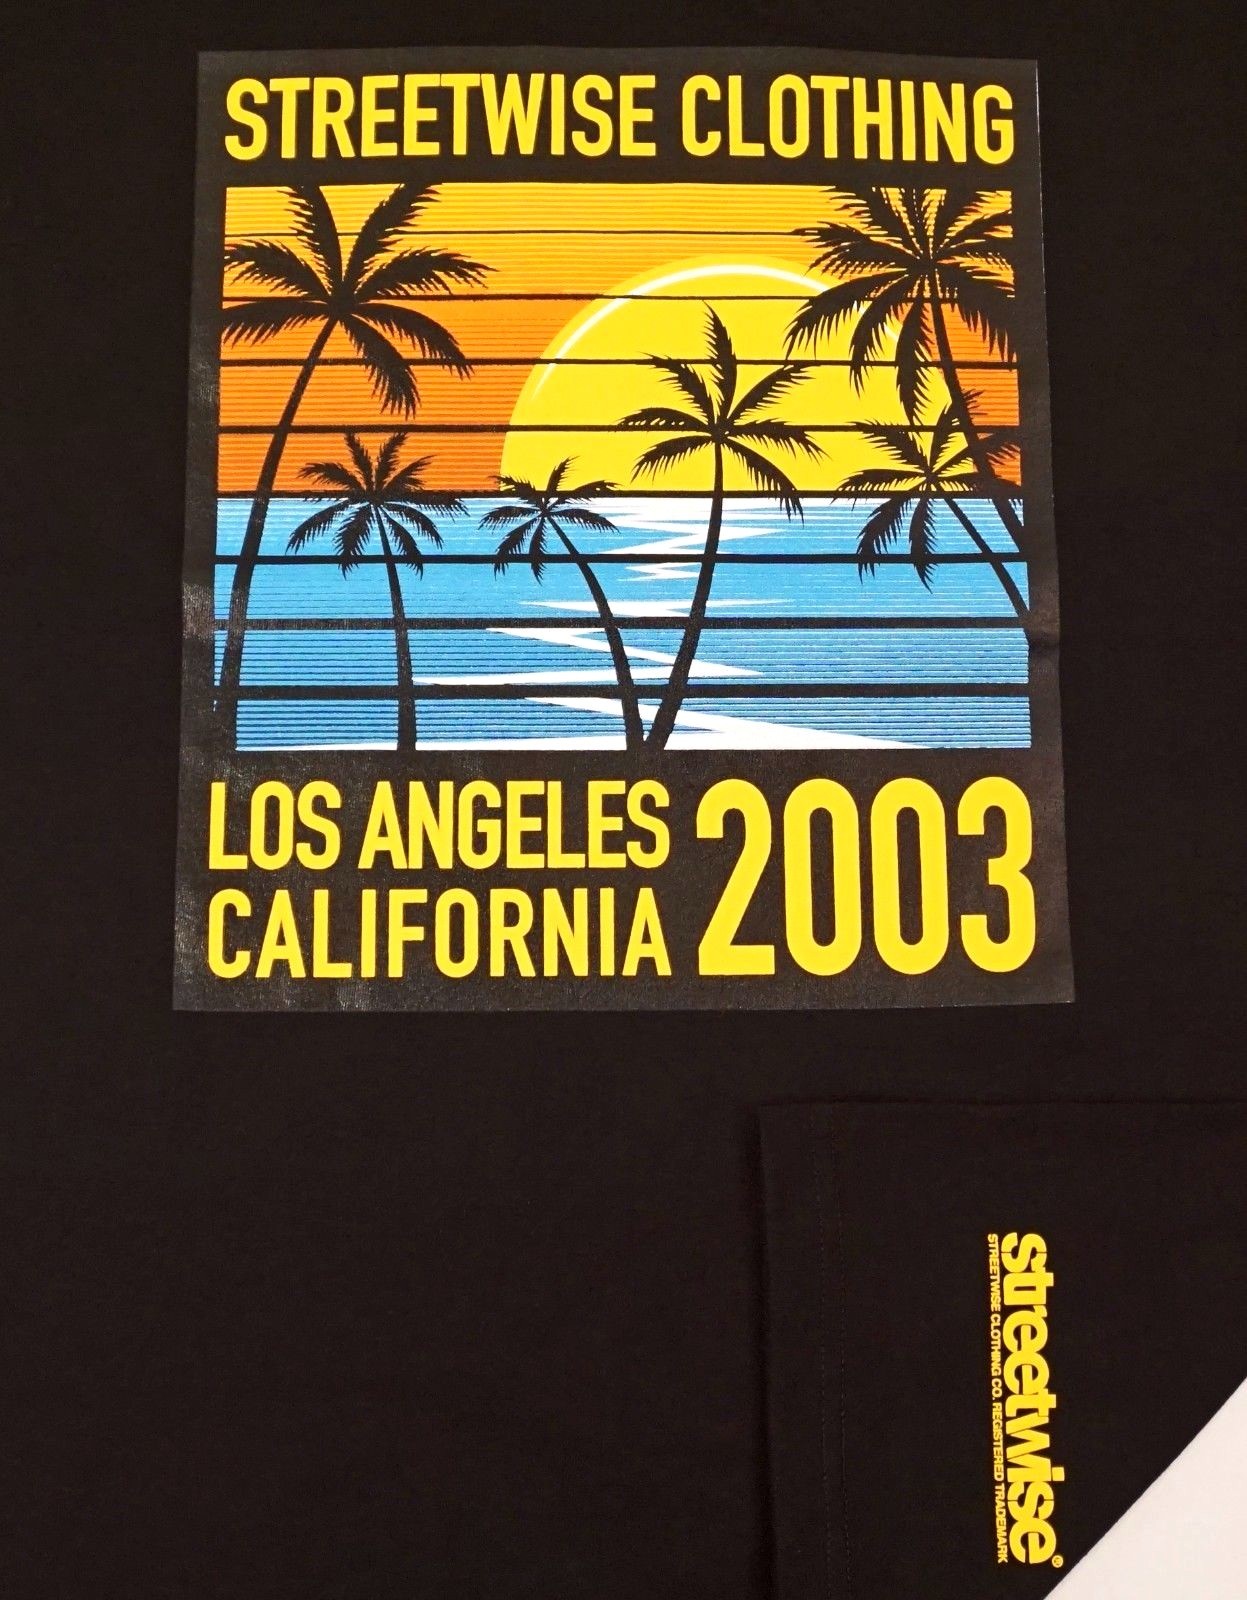 STREETWISE CLOTHING
LOS ANGELES
CALIFORNIA
2003
streetwise®
STREETWISE CLOTHING CO. REGISTERED TRADEMARK